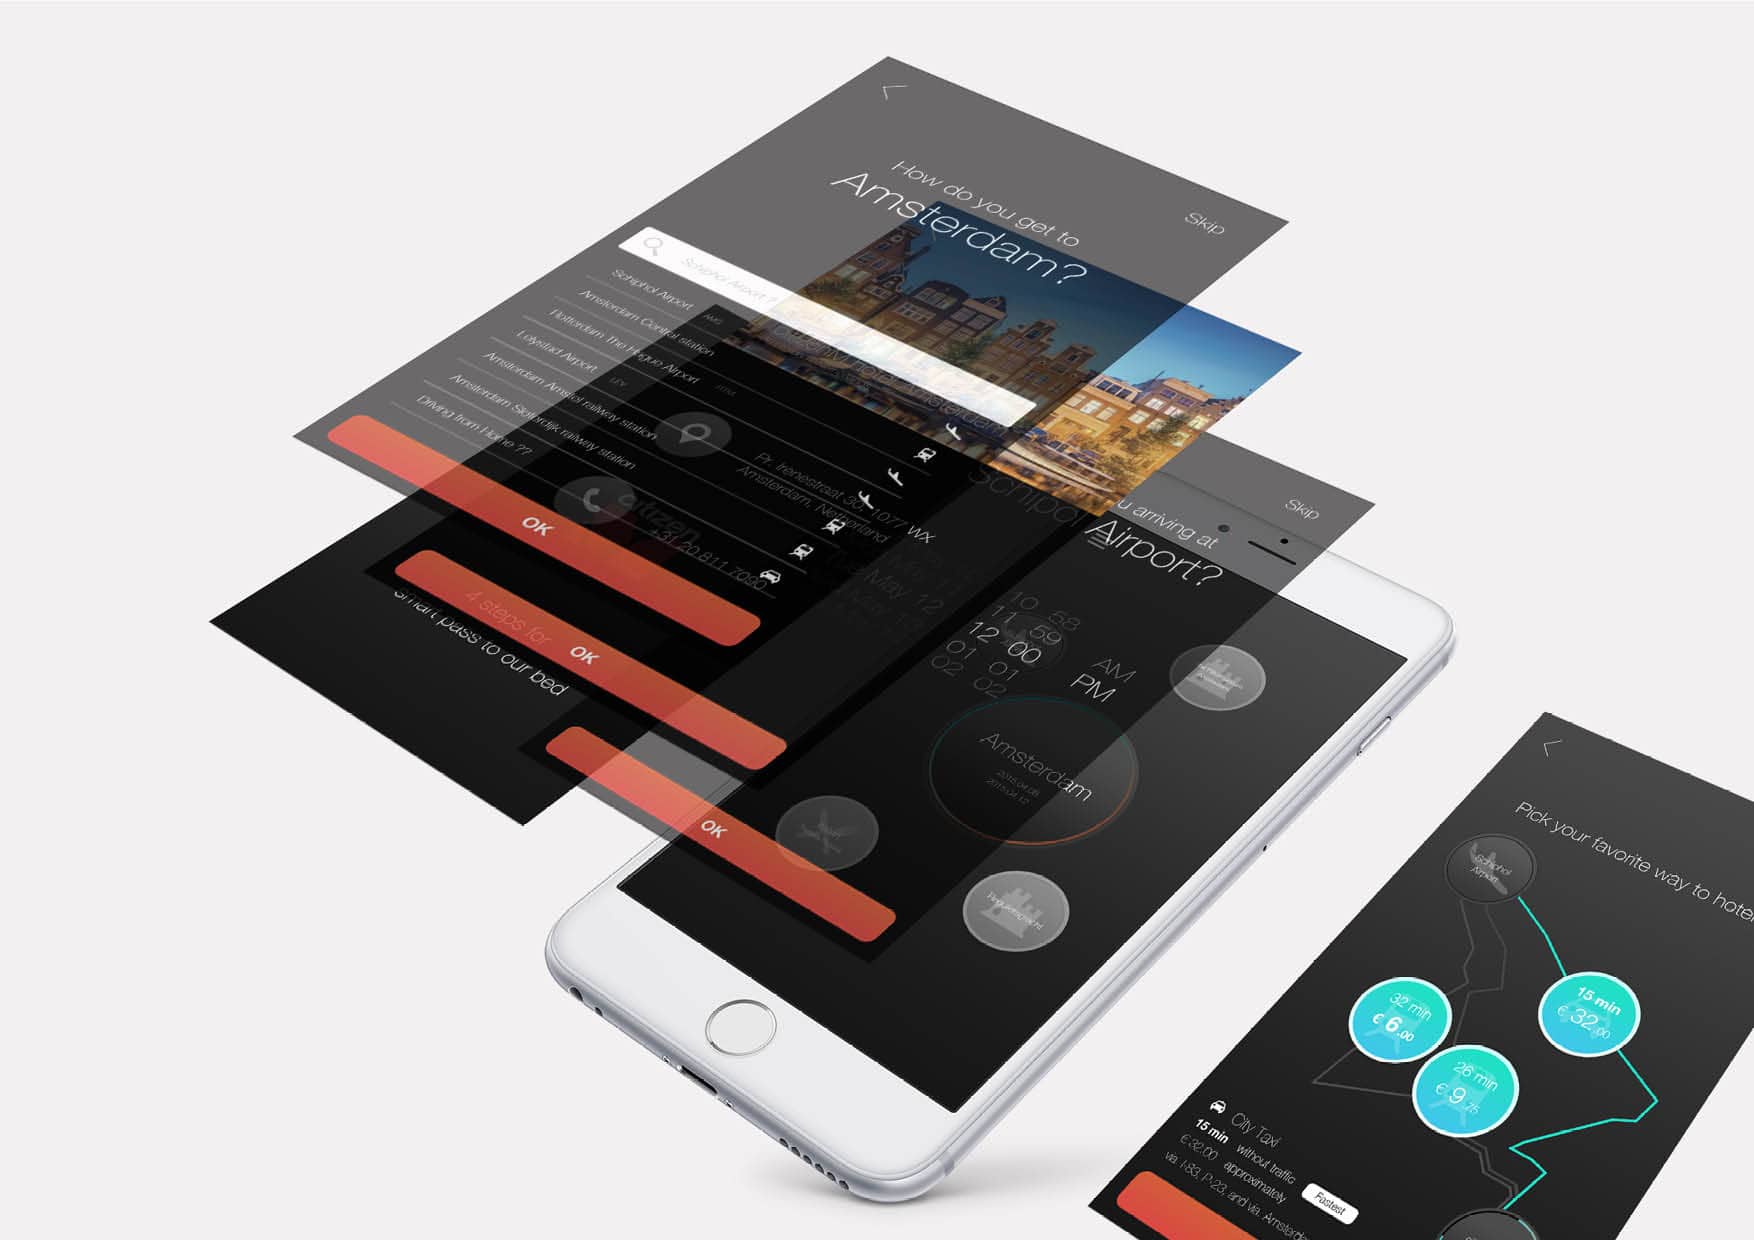 How do you get to
Amsterdam?
Skip
Schiphol Airport ?
Schiphol Airport
AMS
Amsterdam Central station
Rotterdam The Hague Airport
Lelystad Airport
LEY
Amsterdam Amstel railway station
Amsterdam Sloterdijk railway station
Driving from Home ??
OK
Pr. Irenestraat 30, 1077 WX
Amsterdam, Netherland
+31 20 811 7090
citizen
4 steps for
smart pass to our bed
OK
Skip
u arriving at
Schipol Airport?
May 12
10 58
11 59
12 00
01 01
02 02
AM
PM
OK
Amsterdam
2015.04.08
2015.04.12
Pick your favorite way to hotel
Schiphol
Airport
32 min
€ 6.00
15 min
€ 32.00
26 min
€ 9.75
City Taxi
15 min without traffic
€32.00 approximately
Fastest
via. I-83, P-23, and via. Amsterda